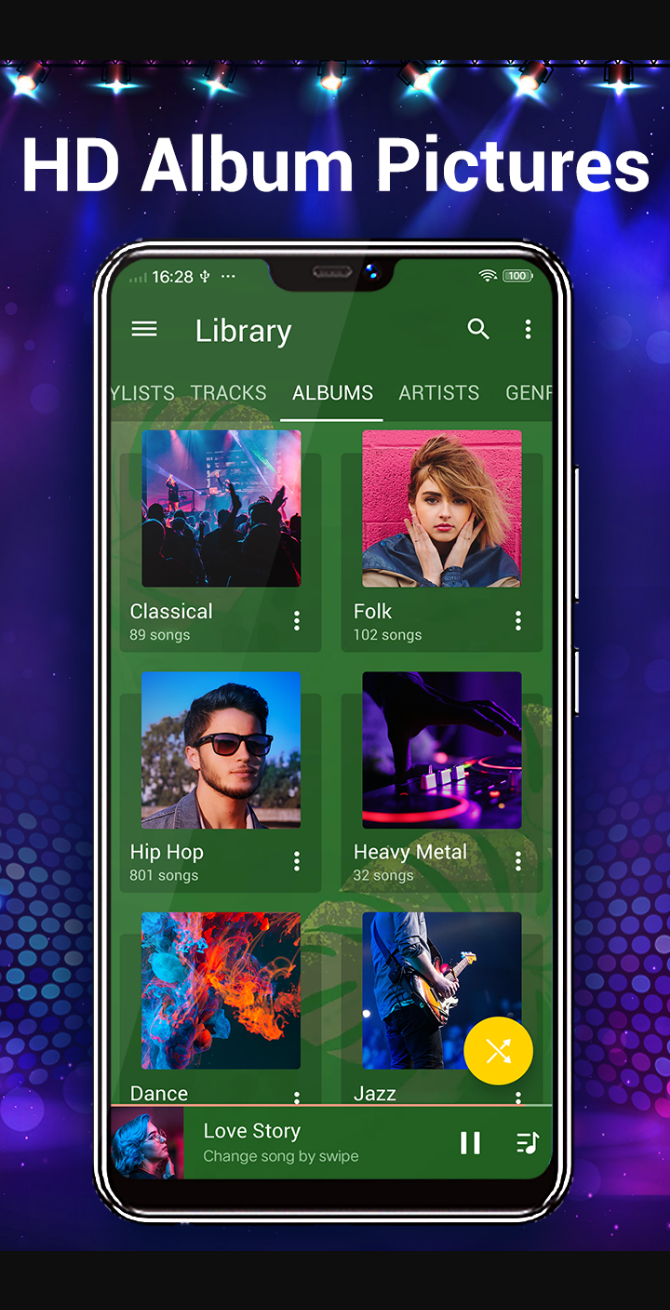 HD Album Pictures
16:28 ... 100
Library
YLISTS TRACKS ALBUMS ARTISTS GENR
Classical
89 songs
Folk
102 songs
Hip Hop
801 songs
Heavy Metal
32 songs
Dance
Jazz
Love Story
Change song by swipe